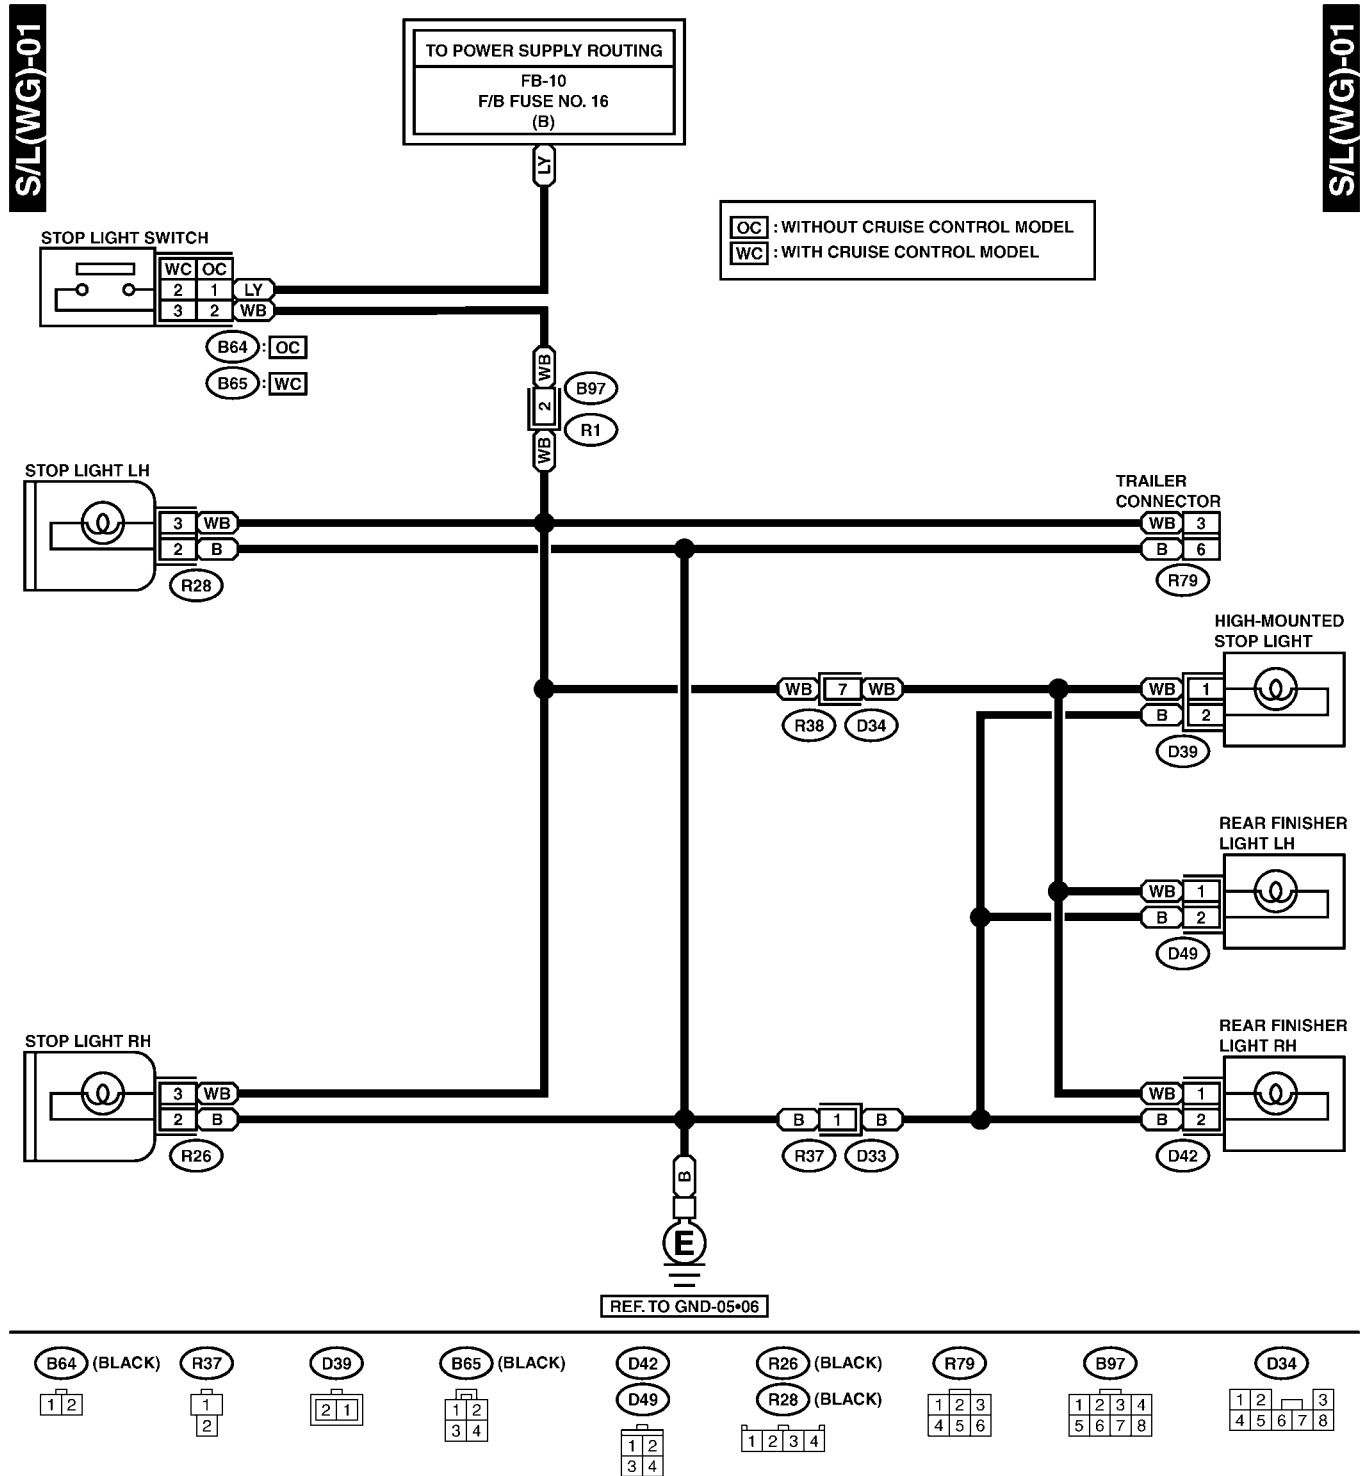 S/L(WG)-01
S/L(WG)-01
TO POWER SUPPLY ROUTING
FB-10
F/B FUSE NO. 16
(B)
LY
OC : WITHOUT CRUISE CONTROL MODEL
WC : WITH CRUISE CONTROL MODEL
STOP LIGHT SWITCH
WC OC
2 1 LY
3 2 WB
B64 : OC
B65 : WC
WB
2
B97
R1
WB
STOP LIGHT LH
3 WB
2 B
R28
TRAILER
CONNECTOR
WB 3
B 6
R79
HIGH-MOUNTED
STOP LIGHT
WB 7 WB
R38 D34
WB 1
B 2
D39
REAR FINISHER
LIGHT LH
WB 1
B 2
D49
STOP LIGHT RH
3 WB
2 B
R26
B 1 B
R37 D33
REAR FINISHER
LIGHT RH
WB 1
B 2
D42
B
E
REF. TO GND-05•06
B64 (BLACK)
1 2
R37
1
2
D39
2 1
B65 (BLACK)
1 2
3 4
D42
D49
1 2
3 4
R26 (BLACK)
R28 (BLACK)
1 2 3 4
R79
1 2 3
4 5 6
B97
1 2 3 4
5 6 7 8
D34
1 2 3
4 5 6 7 8